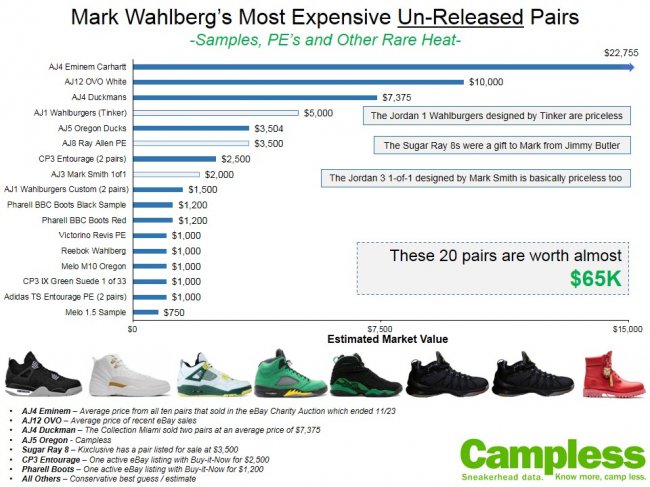 Mark Wahlberg's Most Expensive Un-Released Pairs
-Samples, PE's and Other Rare Heat-
$22,755
AJ4 Eminem Carhartt
AJ12 OVO White
$10,000
AJ4 Duckmans
$7,375
AJ1 Wahlburgers (Tinker)
$5,000
The Jordan 1 Wahlburgers designed by Tinker are priceless
AJ5 Oregon Ducks
$3,504
AJ8 Ray Allen PE
$3,500
The Sugar Ray 8s were a gift to Mark from Jimmy Butler
CP3 Entourage (2 pairs)
$2,500
AJ3 Mark Smith 1of1
$2,000
The Jordan 3 1-of-1 designed by Mark Smith is basically priceless too
AJ1 Wahlburgers Custom (2 pairs)
$1,500
Pharell BBC Boots Black Sample
$1,200
Pharell BBC Boots Red
$1,200
Victorino Revis PE
$1,000
Reebok Wahlberg
$1,000
Melo M10 Oregon
$1,000
CP3 IX Green Suede 1 of 33
$1,000
Adidas TS Entourage PE (2 pairs)
$1,000
Melo 1.5 Sample
$750
These 20 pairs are worth almost
$65K
$0
$7,500
$15,000
Estimated Market Value
• AJ4 Eminem – Average price from all ten pairs that sold in the eBay Charity Auction which ended 11/23
• AJ12 OVO – Average price of recent eBay sales
• AJ4 Duckman – The Collection Miami sold two pairs at an average price of $7,375
• AJ5 Oregon - Campless
• Sugar Ray 8 – Kixclusive has a pair listed for sale at $3,500
• CP3 Entourage – One active eBay listing with Buy-it-Now for $2,500
• Pharell Boots – One active eBay listing with Buy-it-Now for $1,200
• All Others – Conservative best guess / estimate
Campless
Sneakerhead data. Know more, camp less.